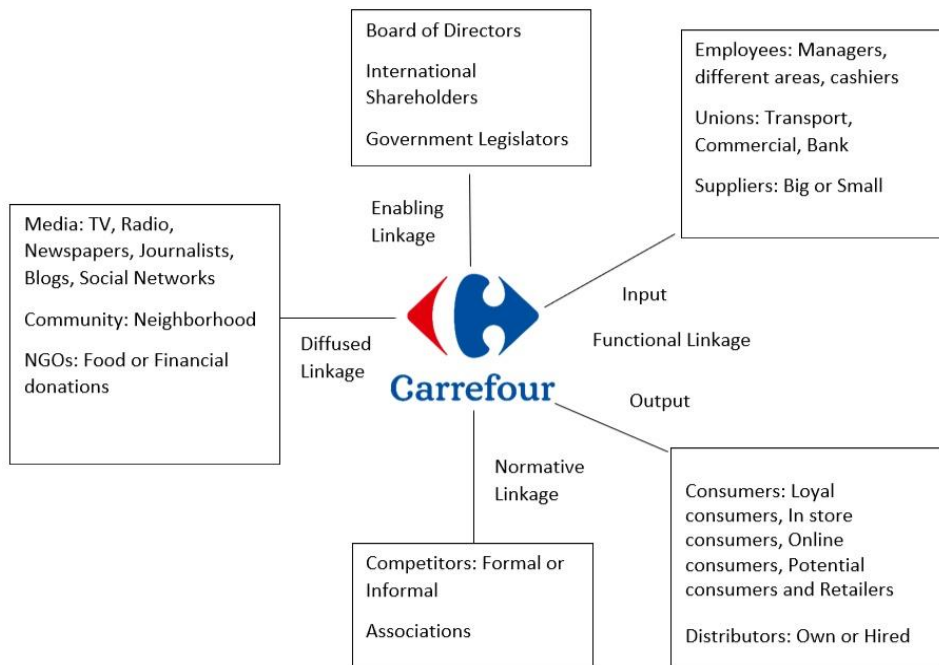 Board of Directors
International
Shareholders
Government Legislators
Employees: Managers,
different areas, cashiers
Unions: Transport,
Commercial, Bank
Suppliers: Big or Small
Enabling
Linkage
Media: TV, Radio,
Newspapers, Journalists,
Blogs, Social Networks
Community: Neighborhood
NGOs: Food or Financial
donations
Diffused
Linkage
Carrefour
Input
Functional Linkage
Output
Normative
Linkage
Competitors: Formal or
Informal
Associations
Consumers: Loyal
consumers, In store
consumers, Online
consumers, Potential
consumers and Retailers
Distributors: Own or Hired